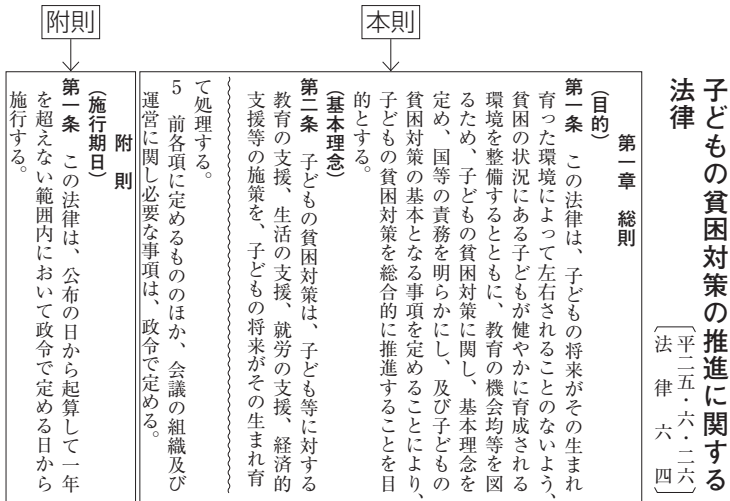 子どもの貧困対策の推進に関する
法律
平二五・六・二六
法律六四
本則
第一章　総則
（目的）
第一条　この法律は、子どもの将来がその生まれ
育った環境によって左右されることのないよう、
貧困の状況にある子どもが健やかに育成される
環境を整備するとともに、教育の機会均等を図
るため、子どもの貧困対策に関し、基本理念を
定め、国等の責務を明らかにし、及び子どもの
貧困対策の基本となる事項を定めることにより、
子どもの貧困対策を総合的に推進することを目
的とする。
（基本理念）
第二条　子どもの貧困対策は、子ども等に対する
教育の支援、生活の支援、就労の支援、経済的
支援等の施策を、子どもの将来がその生まれ育
て処理する。
５　前各項に定めるもののほか、会議の組織及び
運営に関し必要な事項は、政令で定める。
附則
附　則
（施行期日）
第一条　この法律は、公布の日から起算して一年
を超えない範囲内において政令で定める日から
施行する。